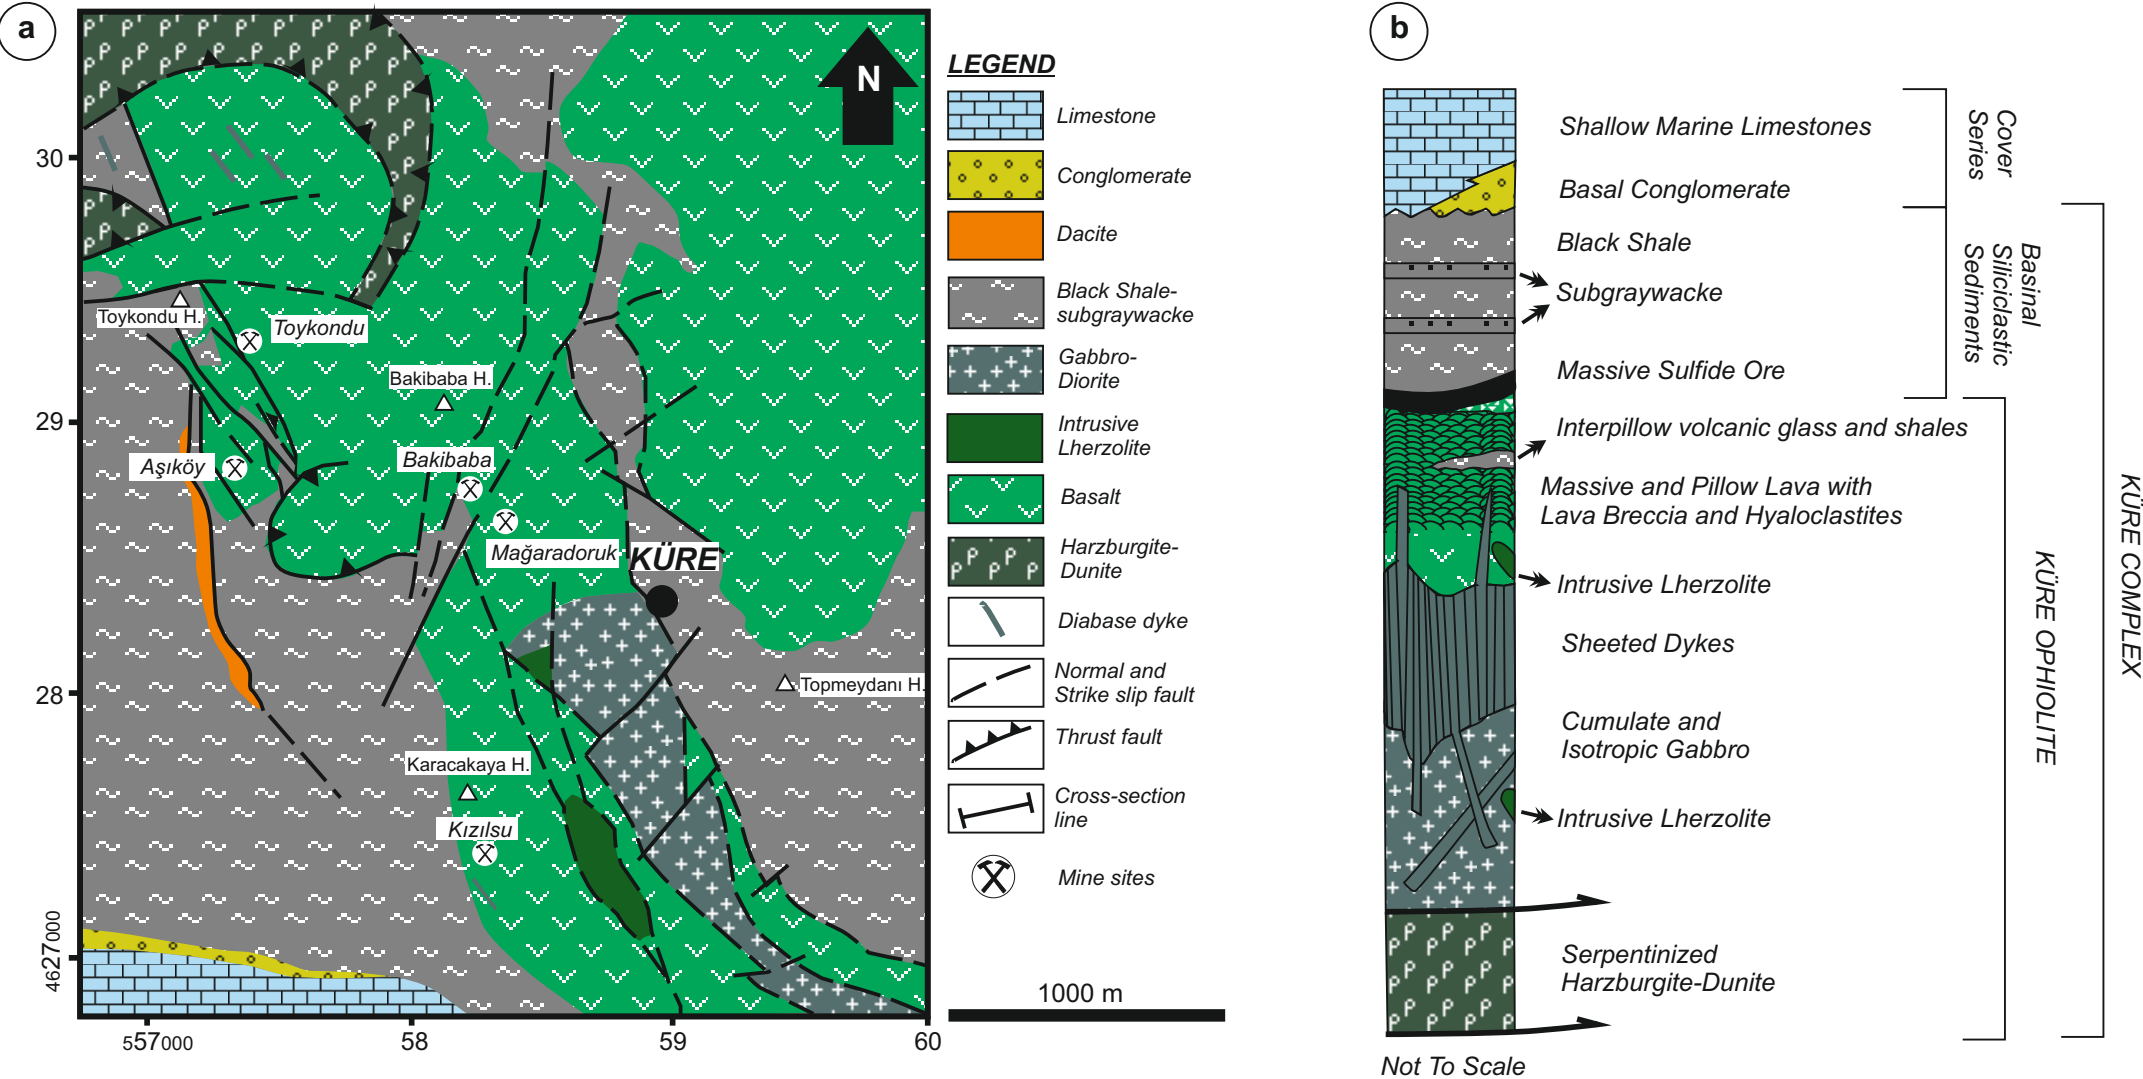 a
N
30
29
28
4627000
557000
58
59
60
Toykondu H.
Toykondu
Bakibaba H.
Bakibaba
Aşıköy
Mağaradoruk
KÜRE
Topmeydanı H.
Karacakaya H.
Kızılsu
LEGEND
Limestone
Conglomerate
Dacite
Black Shale-
subgraywacke
Gabbro-
Diorite
Intrusive
Lherzolite
Basalt
Harzburgite-
Dunite
Diabase dyke
Normal and
Strike slip fault
Thrust fault
Cross-section
line
Mine sites
1000 m
b
Shallow Marine Limestones
Basal Conglomerate
Black Shale
Subgraywacke
Massive Sulfide Ore
Interpillow volcanic glass and shales
Massive and Pillow Lava with
Lava Breccia and Hyaloclastites
Intrusive Lherzolite
Sheeted Dykes
Cumulate and
Isotropic Gabbro
Intrusive Lherzolite
Serpentinized
Harzburgite-Dunite
Cover
Series
Basinal
Siliciclastic
Sediments
KÜRE OPHIOLITE
KÜRE COMPLEX
Not To Scale